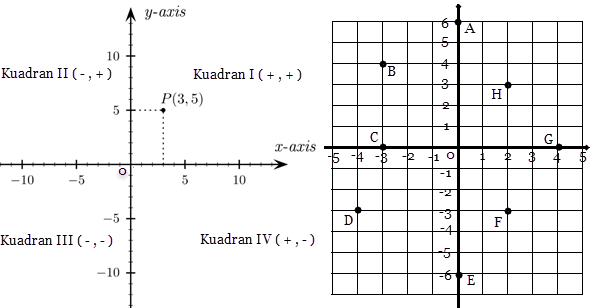 y-axis
10
Kuadran II ( - , + )
Kuadran I ( + , + )
P(3, 5)
5
x-axis
O
-10
-5
5
10
-5
Kuadran III ( - , - )
Kuadran IV ( + , - )
-10
6
A
5
4
B
3
H
2
1
C
G
-5
-4
-3
-2
-1
O
1
2
3
4
5
-1
-2
-3
D
F
-4
-5
-6
E